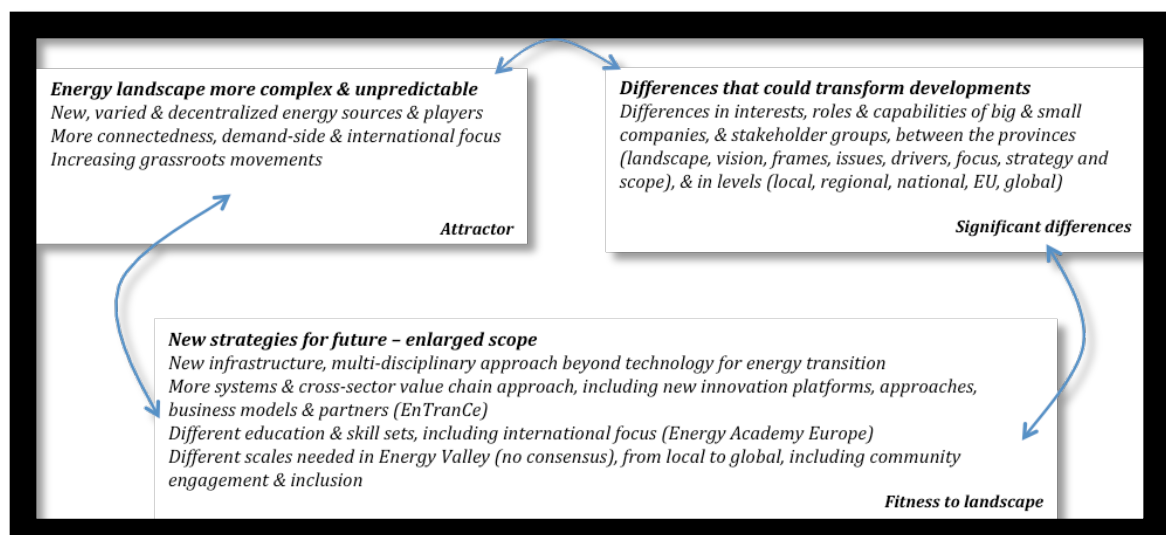 Energy landscape more complex & unpredictable
New, varied & decentralized energy sources & players
More connectedness, demand-side & international focus
Increasing grassroots movements
Attractor
Differences that could transform developments
Differences in interests, roles & capabilities of big & small
companies, & stakeholder groups, between the provinces
(landscape, vision, frames, issues, drivers, focus, strategy and
scope), & in levels (local, regional, national, EU, global)
Significant differences
New strategies for future – enlarged scope
New infrastructure, multi-disciplinary approach beyond technology for energy transition
More systems & cross-sector value chain approach, including new innovation platforms, approaches,
business models & partners (EnTranCe)
Different education & skill sets, including international focus (Energy Academy Europe)
Different scales needed in Energy Valley (no consensus), from local to global, including community
engagement & inclusion
Fitness to landscape